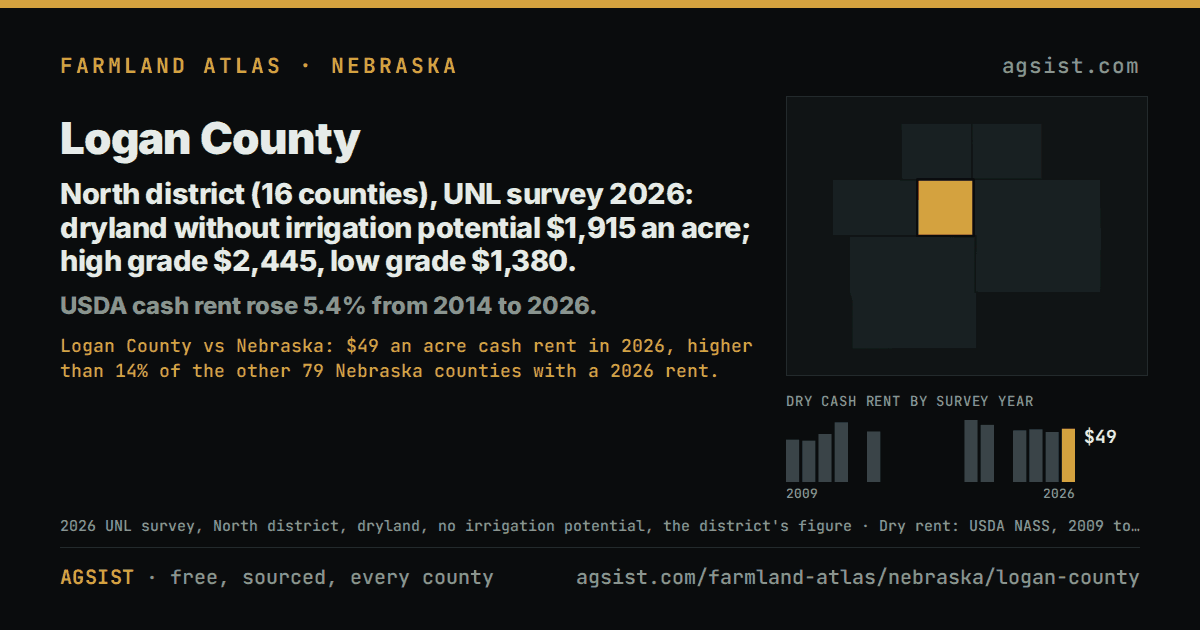 FARMLAND ATLAS · NEBRASKA
agsist.com
Logan County
North district (16 counties), UNL survey 2026:
dryland without irrigation potential $1,915 an acre;
high grade $2,445, low grade $1,380.
USDA cash rent rose 5.4% from 2014 to 2026.
Logan County vs Nebraska: $49 an acre cash rent in 2026, higher
than 14% of the other 79 Nebraska counties with a 2026 rent.
DRY CASH RENT BY SURVEY YEAR
$49
2009
2026
2026 UNL survey, North district, dryland, no irrigation potential, the district's figure · Dry rent: USDA NASS, 2009 to…
AGSIST · free, sourced, every county
agsist.com/farmland-atlas/nebraska/logan-county